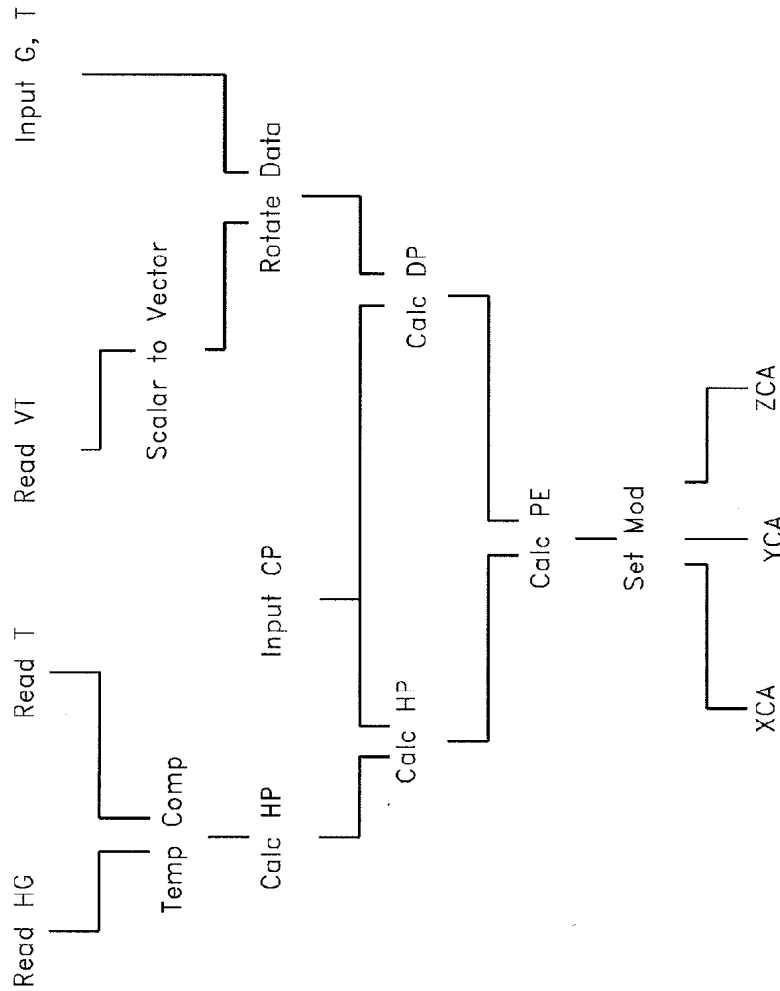 Read HG
Read T
Read VT
Input G, T
Temp Comp
Scalar to Vector
Calc HP
Input CP
Rotate Data
Calc HP
Calc DP
Calc PE
Set Mod
XCA
YCA
ZCA